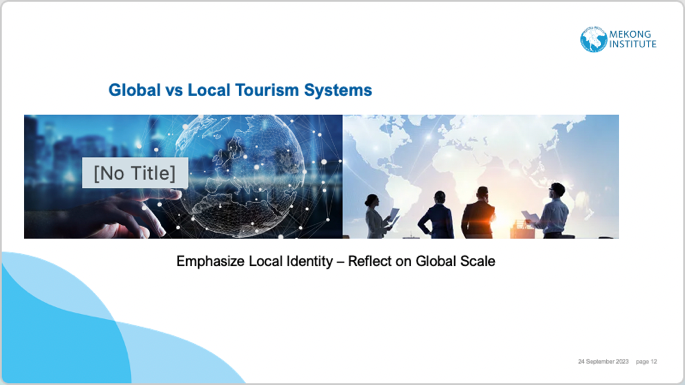 MEKONG
INSTITUTE
Global vs Local Tourism Systems
[No Title]
Emphasize Local Identity – Reflect on Global Scale
24 September 2023 page 12